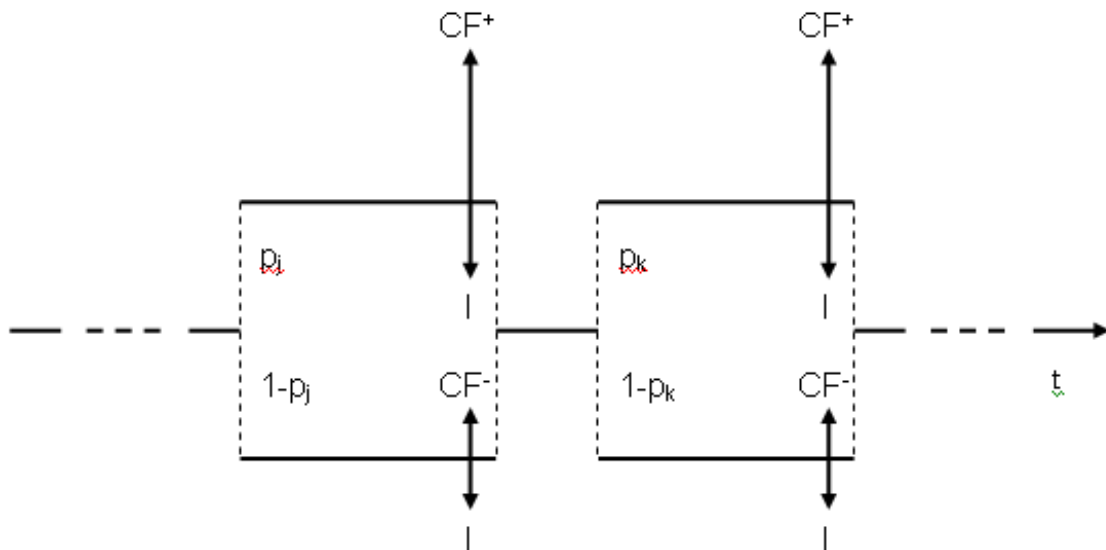 CF⁺ CF⁺
pⱼ pₖ
I I
1-pⱼ CF⁻ 1-pₖ CF⁻ t
I I